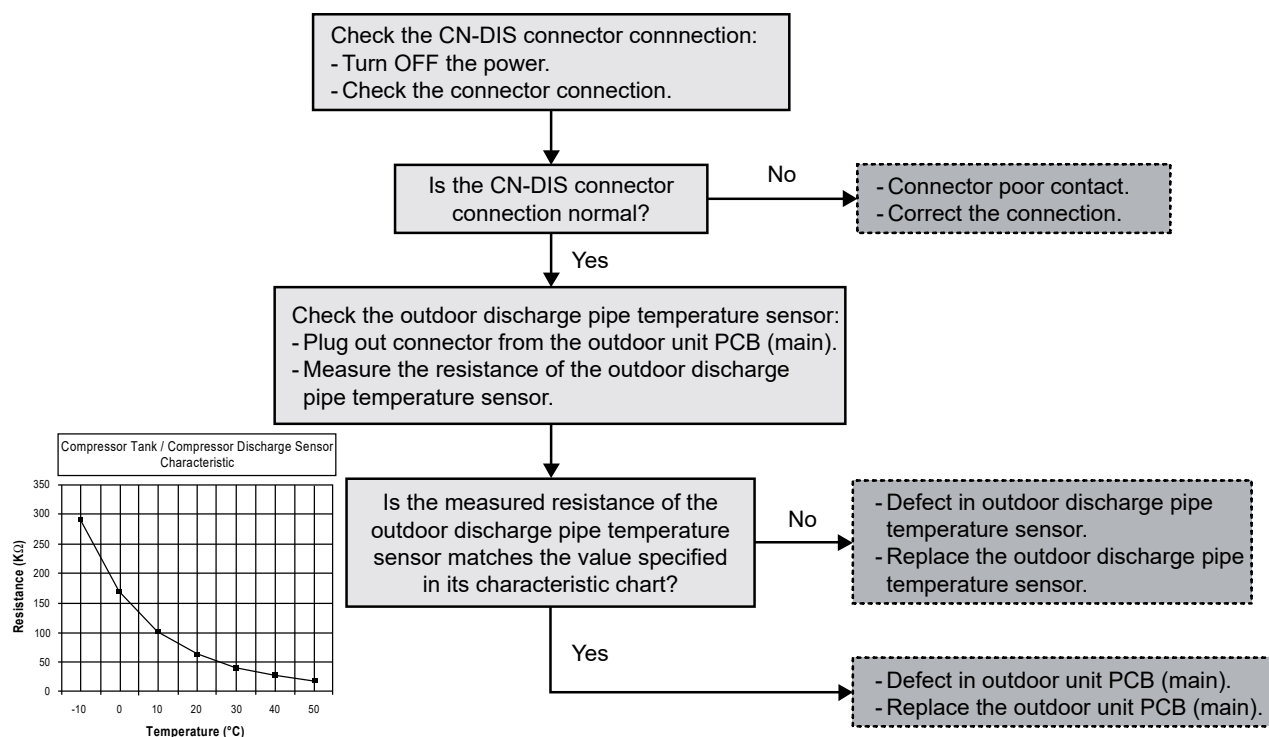 Check the CN-DIS connector connnection:
- Turn OFF the power.
- Check the connector connection.
Is the CN-DIS connector
connection normal?
No
- Connector poor contact.
- Correct the connection.
Yes
Check the outdoor discharge pipe temperature sensor:
- Plug out connector from the outdoor unit PCB (main).
- Measure the resistance of the outdoor discharge
pipe temperature sensor.
Compressor Tank / Compressor Discharge Sensor
Characteristic
Resistance (KΩ)
350
300
250
200
150
100
50
0
-10 0 10 20 30 40 50
Temperature (°C)
Is the measured resistance of the
outdoor discharge pipe temperature
sensor matches the value specified
in its characteristic chart?
No
- Defect in outdoor discharge pipe
temperature sensor.
- Replace the outdoor discharge pipe
temperature sensor.
Yes
- Defect in outdoor unit PCB (main).
- Replace the outdoor unit PCB (main).